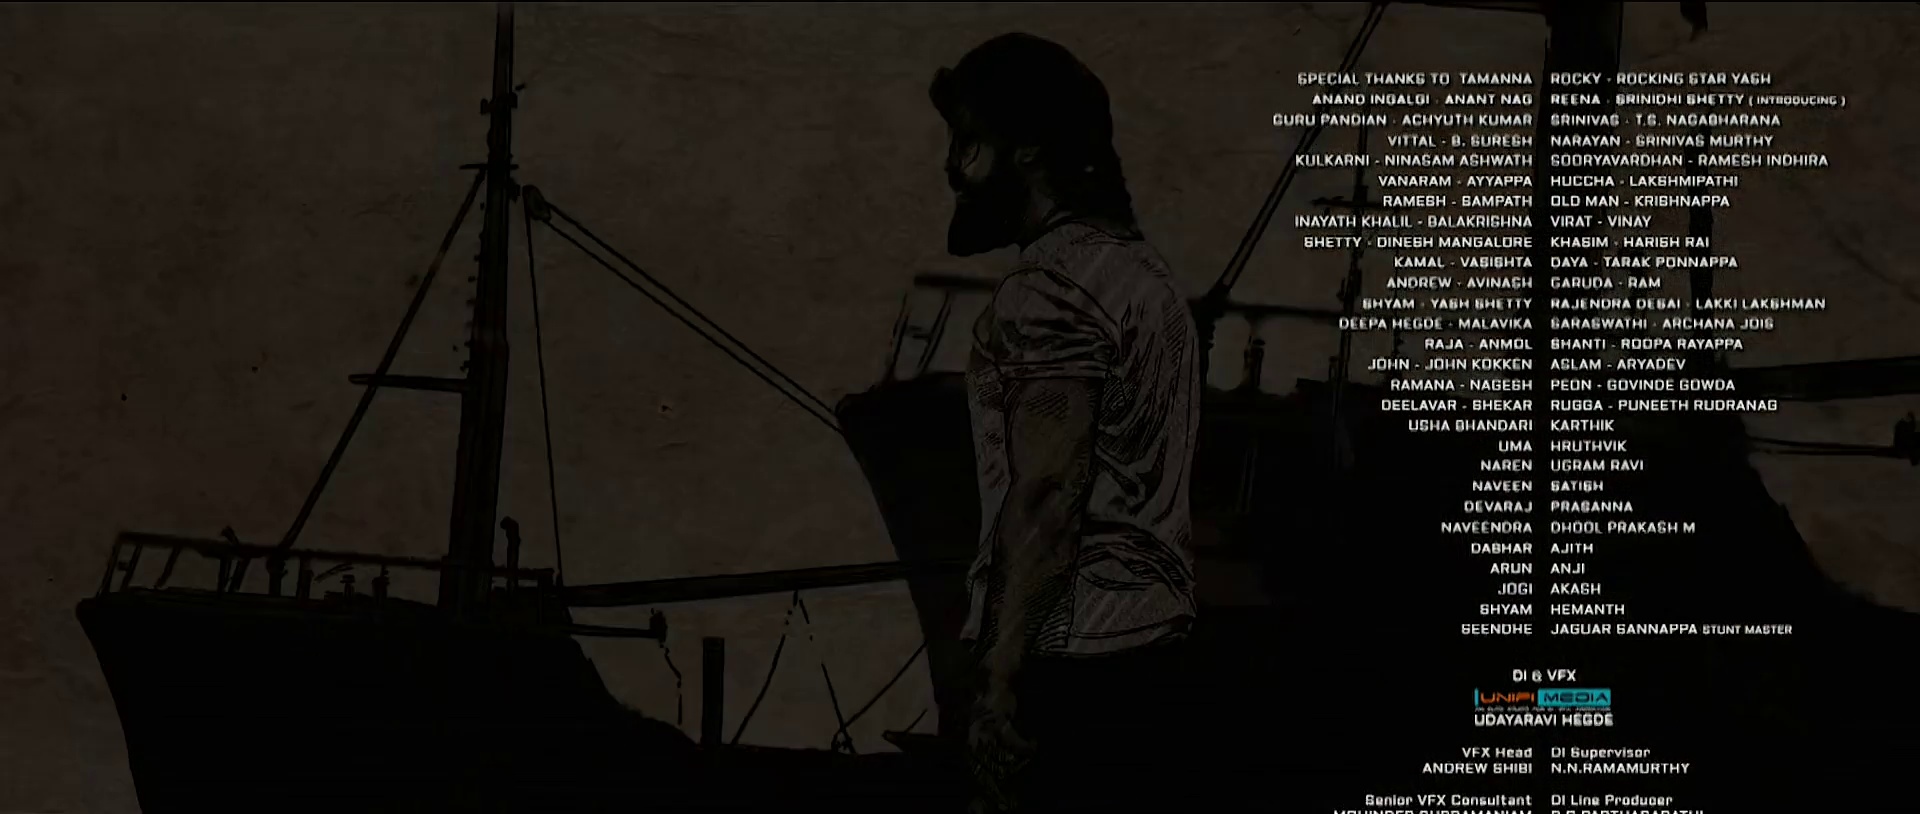 SPECIAL THANKS TO TAMANNA ROCKY - ROCKING STAR YASH
ANAND INGALGI - ANANT NAG REENA - SRINIDHI SHETTY ( INTRODUCING )
GURU PANDIAN - ACHYUTH KUMAR SRINIVAS - T.S. NAGABHARANA
VITTAL - B. SURESH NARAYAN - SRINIVAS MURTHY
KULKARNI - NINASAM ASHWATH SOORYAVARDHAN - RAMESH INDHIRA
VANARAM - AYYAPPA HUCCHA - LAKSHMIPATHI
RAMESH - SAMPATH OLD MAN - KRISHNAPPA
INAYATH KHALIL - BALAKRISHNA VIRAT - VINAY
SHETTY - DINESH MANGALORE KHASIM - HARISH RAI
KAMAL - VASISHTA DAYA - TARAK PONNAPPA
ANDREW - AVINASH GARUDA - RAM
SHYAM - YASH SHETTY RAJENDRA DESAI - LAKKI LAKSHMAN
DEEPA HEGDE - MALAVIKA SARASWATHI - ARCHANA JOIS
RAJA - ANMOL SHANTI - ROOPA RAYAPPA
JOHN - JOHN KOKKEN ASLAM - ARYADEV
RAMANA - NAGESH PEON - GOVINDE GOWDA
DEELAVAR - SHEKAR RUGGA - PUNEETH RUDRANAG
USHA BHANDARI KARTHIK
UMA HRUTHVIK
NAREN UGRAM RAVI
NAVEEN SATISH
DEVARAJ PRASANNA
NAVEENDRA DHOOL PRAKASH M
DASHAR AJITH
ARUN ANJI
JOGI AKASH
SHYAM HEMANTH
SEENDHE JAGUAR SANNAPPA STUNT MASTER
DI & VFX
UNIFI MEDIA
UDAYARAVI HEGDE
VFX Head DI Supervisor
ANDREW SHIBI N.N.RAMAMURTHY
Senior VFX Consultant DI Line Producer